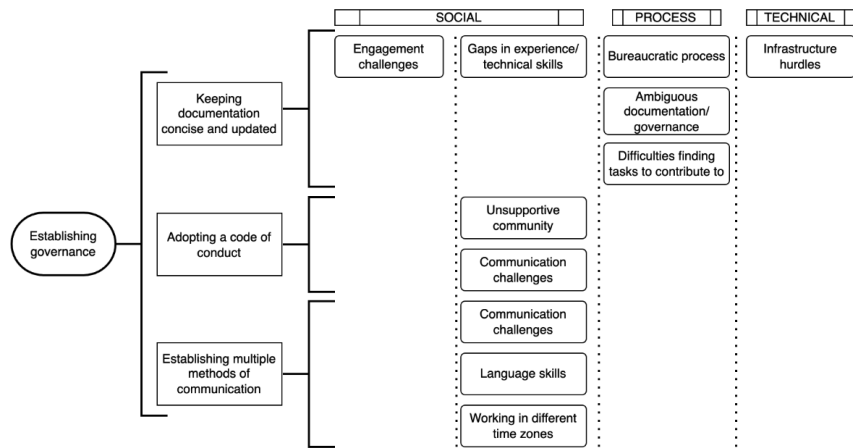 SOCIAL
PROCESS
TECHNICAL
Engagement
challenges
Gaps in experience/
technical skills
Bureaucratic process
Infrastructure
hurdles
Keeping
documentation
concise and updated
Ambiguous
documentation/
governance
Difficulties finding
tasks to contribute to
Establishing
governance
Adopting a code of
conduct
Unsupportive
community
Communication
challenges
Establishing multiple
methods of
communication
Communication
challenges
Language skills
Working in different
time zones